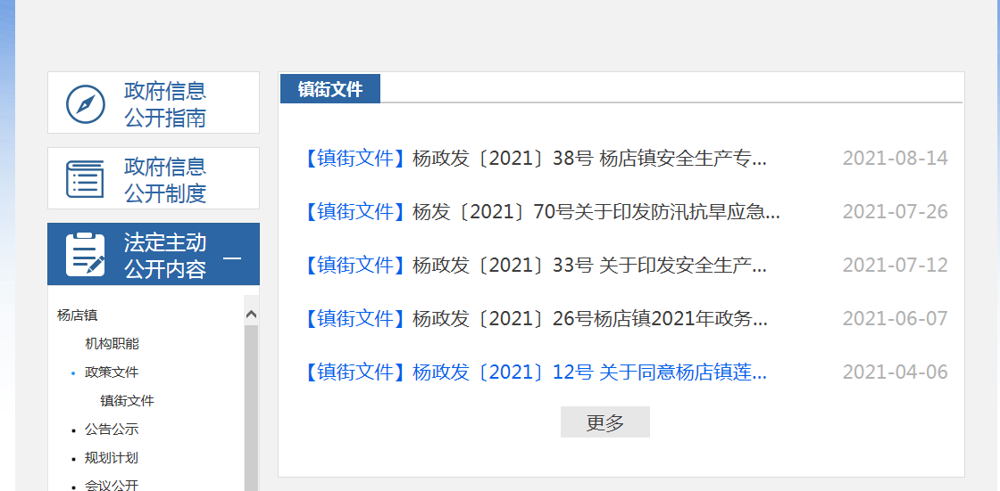 政府信息
公开指南
政府信息
公开制度
法定主动
公开内容
杨店镇
机构职能
政策文件
镇街文件
公告公示
规划计划
会议公开
镇街文件
【镇街文件】杨政发〔2021〕38号 杨店镇安全生产专... 2021-08-14
【镇街文件】杨发〔2021〕70号关于印发防汛抗旱应急... 2021-07-26
【镇街文件】杨政发〔2021〕33号 关于印发安全生产... 2021-07-12
【镇街文件】杨政发〔2021〕26号杨店镇2021年政务... 2021-06-07
【镇街文件】杨政发〔2021〕12号 关于同意杨店镇莲... 2021-04-06
更多